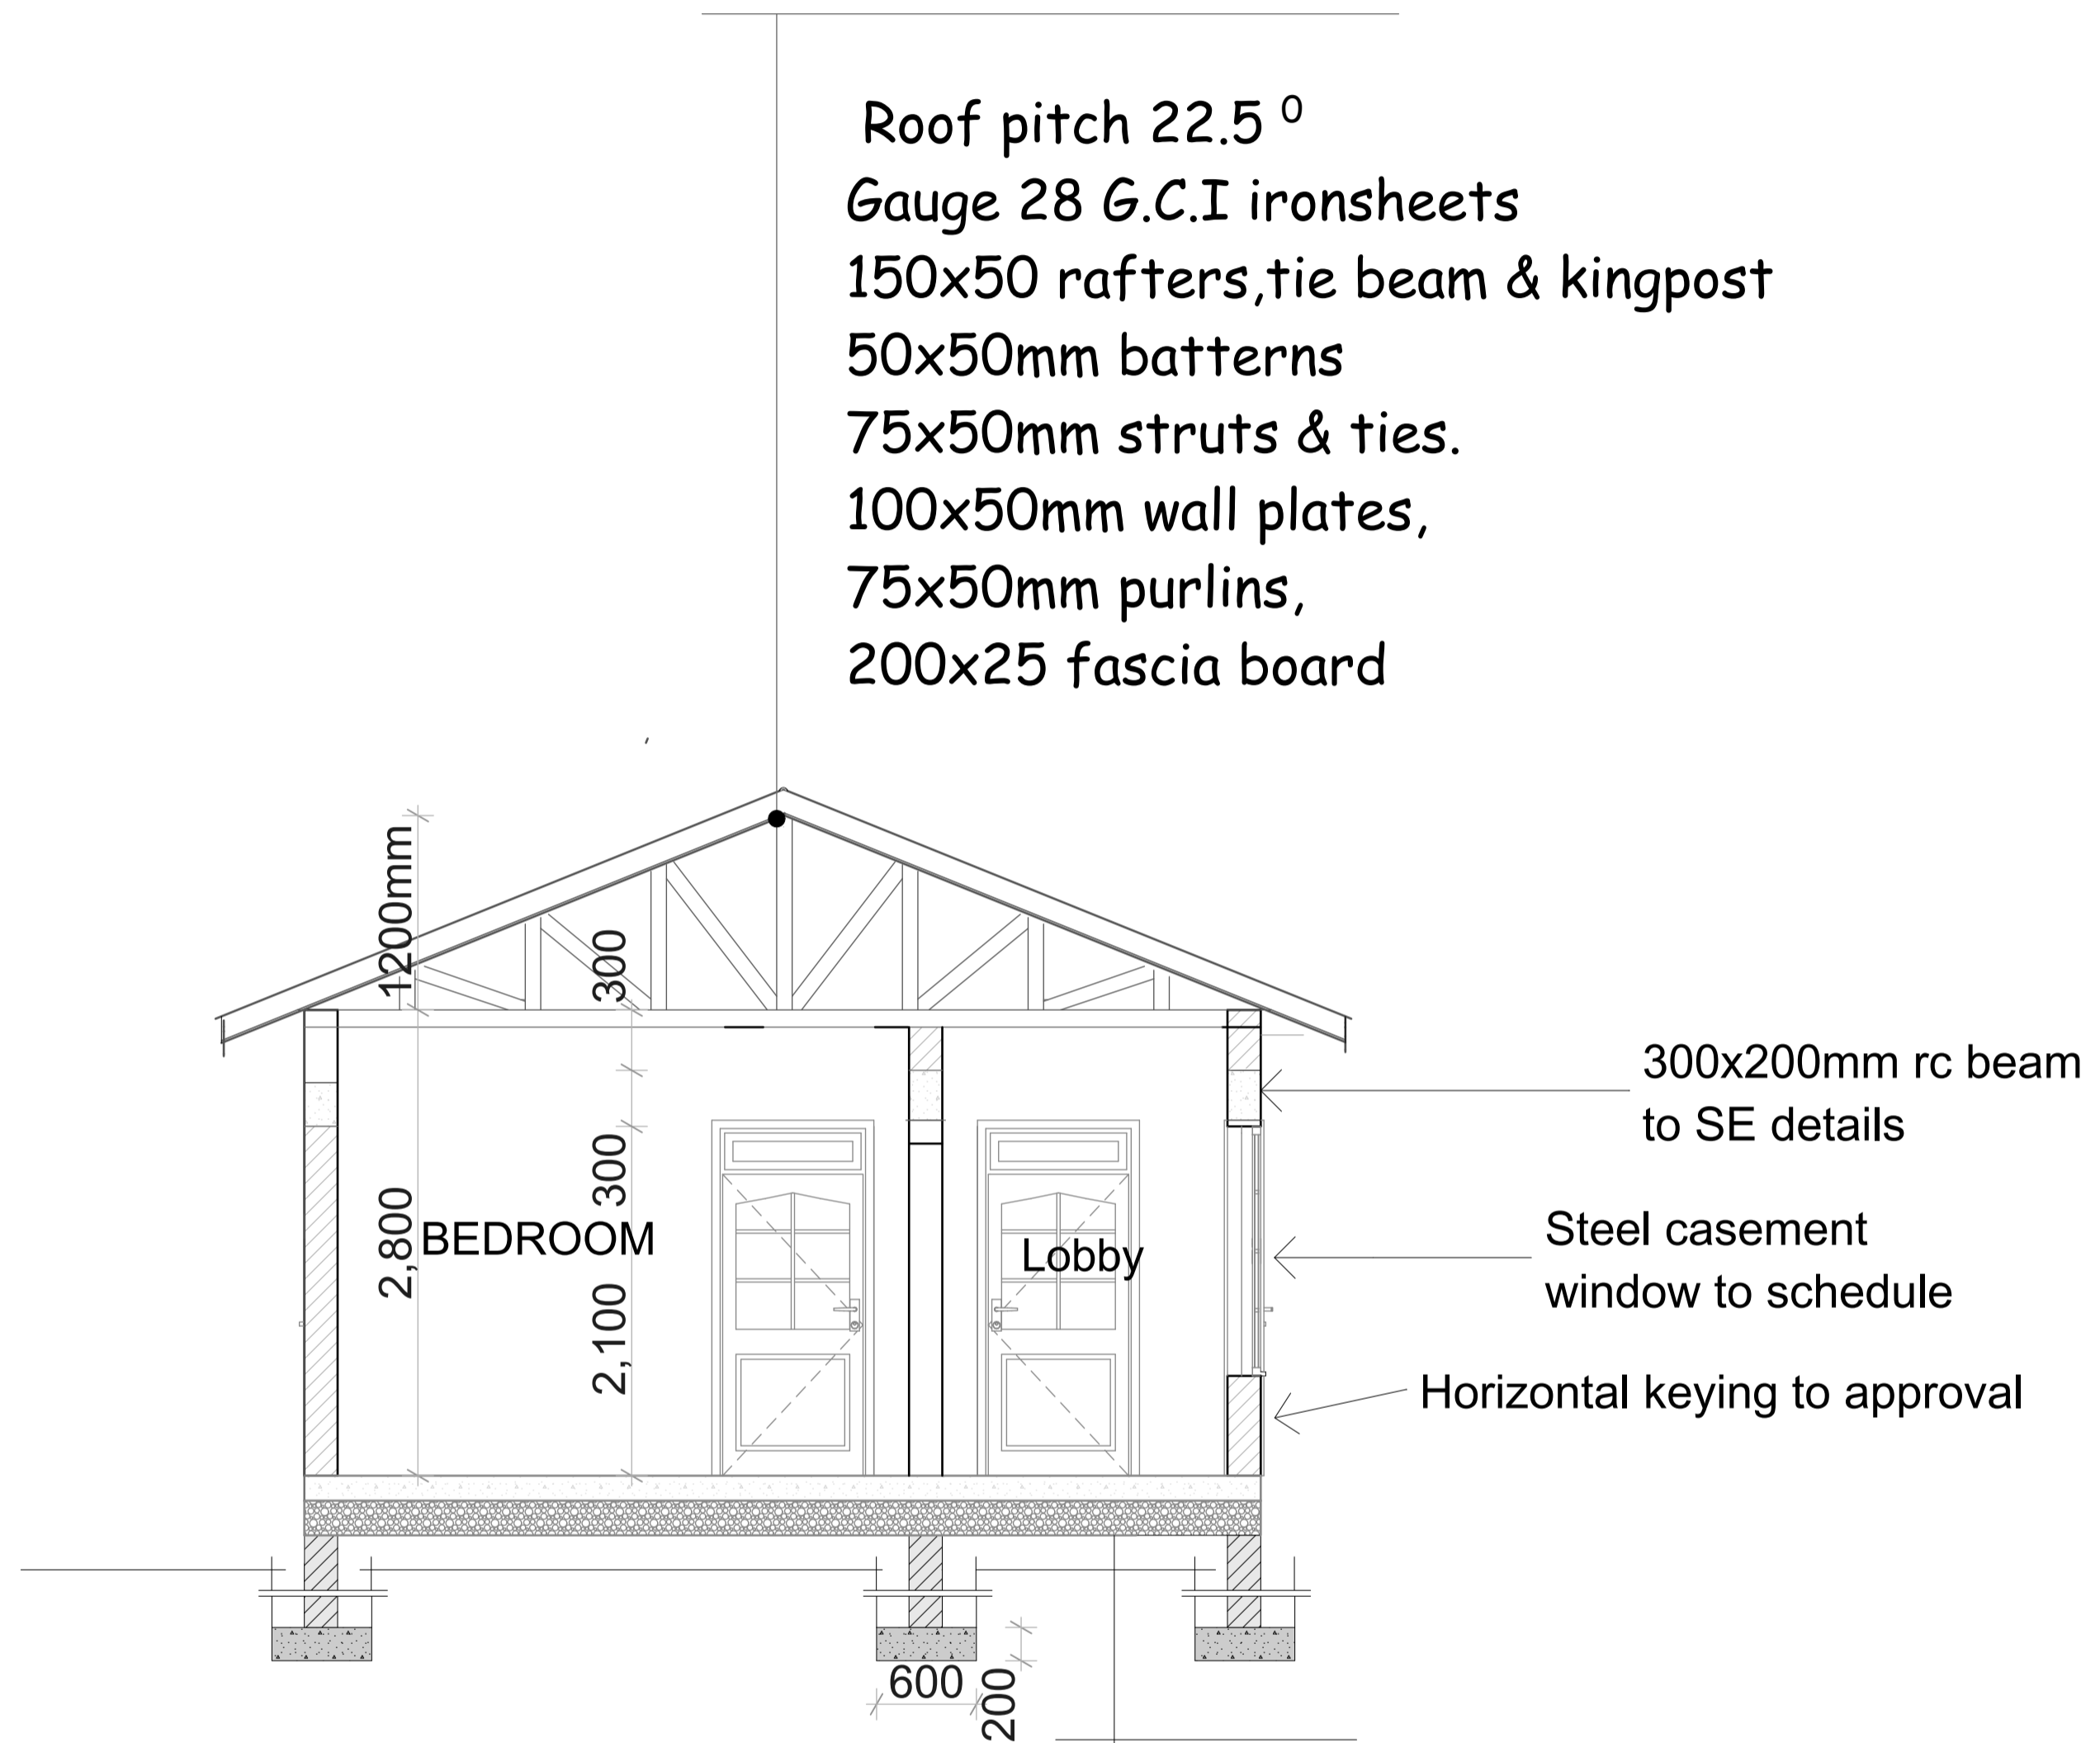 Roof pitch 22.5 º
Gauge 28 G.C.I ironsheets
150x50 rafters,tie beam & kingpost
50x50mm batterns
75x50mm struts & ties.
100x50mm wall plates,
75x50mm purlins,
200x25 fascia board
1200mm
300
300x200mm rc beam
to SE details
2,800
300
BEDROOM
Lobby
Steel casement
window to schedule
2,100
Horizontal keying to approval
600
200